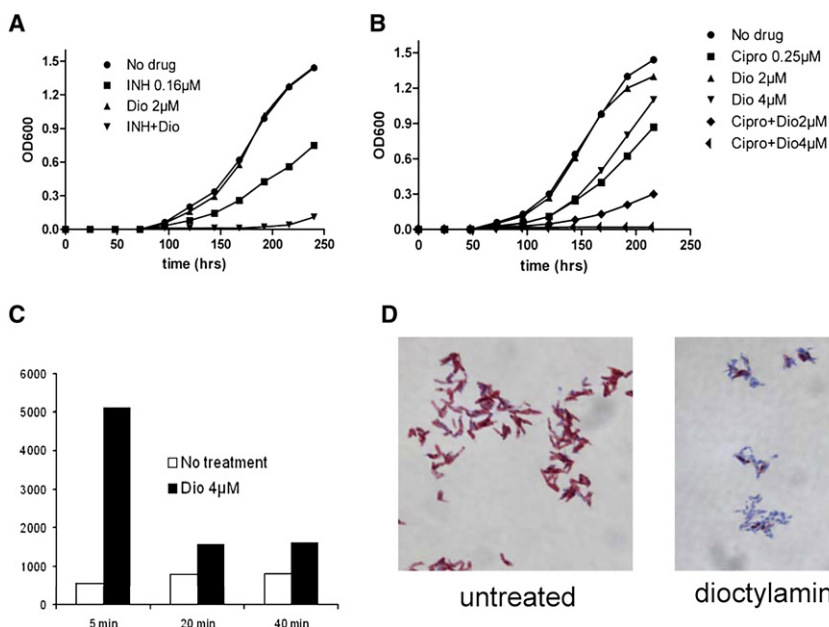 A
No drug
INH 0.16µM
Dio 2µM
INH+Dio
OD600
1.5
1.2
0.9
0.6
0.3
0.0
0 50 100 150 200 250
time (hrs)
B
No drug
Cipro 0.25µM
Dio 2µM
Dio 4µM
Cipro+Dio2µM
Cipro+Dio4µM
OD600
1.5
1.2
0.9
0.6
0.3
0.0
0 50 100 150 200 250
time (hrs)
C
6000
5000
4000
3000
2000
1000
0
No treatment
Dio 4µM
5 min 20 min 40 min
D
untreated dioctylamin